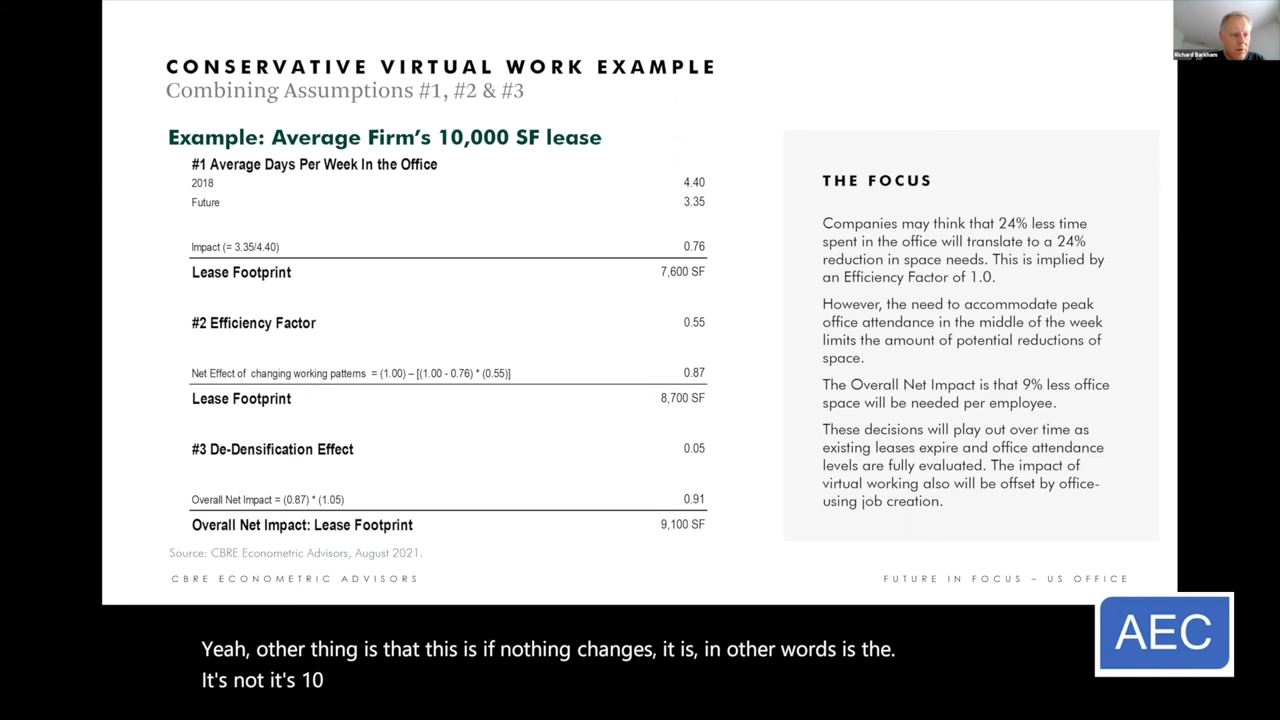 Richard Barkham
CONSERVATIVE VIRTUAL WORK EXAMPLE
Combining Assumptions #1, #2 & #3
Example: Average Firm's 10,000 SF lease
#1 Average Days Per Week In the Office
2018 4.40
Future 3.35
Impact (= 3.35/4.40) 0.76
Lease Footprint 7,600 SF
#2 Efficiency Factor 0.55
Net Effect of changing working patterns = (1.00) – [(1.00 - 0.76) * (0.55)] 0.87
Lease Footprint 8,700 SF
#3 De-Densification Effect 0.05
Overall Net Impact = (0.87) * (1.05) 0.91
Overall Net Impact: Lease Footprint 9,100 SF
Source: CBRE Econometric Advisors, August 2021.
THE FOCUS
Companies may think that 24% less time
spent in the office will translate to a 24%
reduction in space needs. This is implied by
an Efficiency Factor of 1.0.
However, the need to accommodate peak
office attendance in the middle of the week
limits the amount of potential reductions of
space.
The Overall Net Impact is that 9% less office
space will be needed per employee.
These decisions will play out over time as
existing leases expire and office attendance
levels are fully evaluated. The impact of
virtual working also will be offset by office-
using job creation.
CBRE ECONOMETRIC ADVISORS
FUTURE IN FOCUS – US OFFICE
AEC
Yeah, other thing is that this is if nothing changes, it is, in other words is the.
It's not it's 10